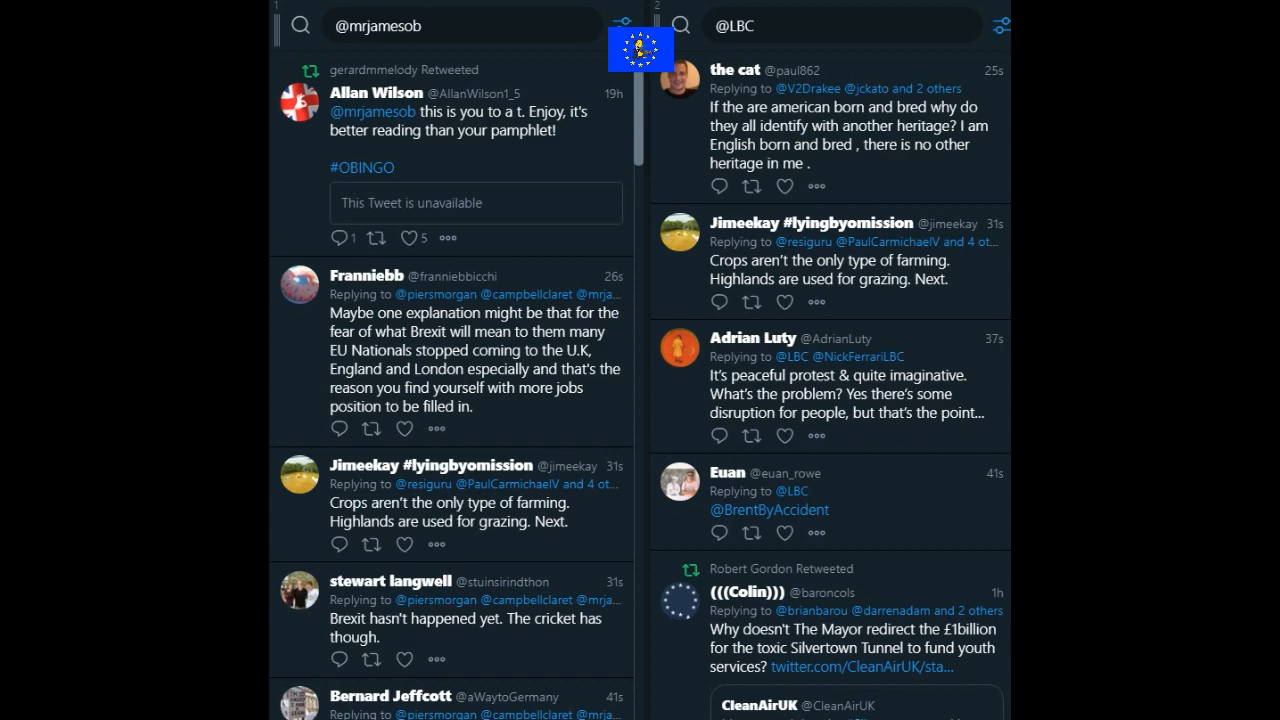 1
@mrjamesob
gerardmmelody Retweeted
Allan Wilson @AllanWilson1_5 19h
@mrjamesob this is you to a t. Enjoy, it's
better reading than your pamphlet!
#OBINGO
This Tweet is unavailable
1 5
Franniebb @franniebbicchi 26s
Replying to @piersmorgan @campbellclaret @mrja...
Maybe one explanation might be that for the
fear of what Brexit will mean to them many
EU Nationals stopped coming to the U.K,
England and London especially and that's the
reason you find yourself with more jobs
position to be filled in.
Jimeekay #lyingbyomission @jimeekay 31s
Replying to @resiguru @PaulCarmichaelV and 4 ot...
Crops aren't the only type of farming.
Highlands are used for grazing. Next.
stewart langwell @stuinsirindthon 31s
Replying to @piersmorgan @campbellclaret @mrja...
Brexit hasn't happened yet. The cricket has
though.
Bernard Jeffcott @aWaytoGermany 41s
Replying to @piersmorgan @campbellclaret @mrja...
2
@LBC
the cat @paul862 25s
Replying to @V2Drakee @jckato and 2 others
If the are american born and bred why do
they all identify with another heritage? I am
English born and bred , there is no other
heritage in me .
Jimeekay #lyingbyomission @jimeekay 31s
Replying to @resiguru @PaulCarmichaelV and 4 ot...
Crops aren't the only type of farming.
Highlands are used for grazing. Next.
Adrian Luty @AdrianLuty 37s
Replying to @LBC @NickFerrariLBC
It's peaceful protest & quite imaginative.
What's the problem? Yes there's some
disruption for people, but that's the point...
Euan @euan_rowe 41s
Replying to @LBC
@BrentByAccident
Robert Gordon Retweeted
(((Colin))) @baroncols 1h
Replying to @brianbarou @darrenadam and 2 others
Why doesn't The Mayor redirect the £1billion
for the toxic Silvertown Tunnel to fund youth
services? twitter.com/CleanAirUK/sta...
CleanAirUK @CleanAirUK